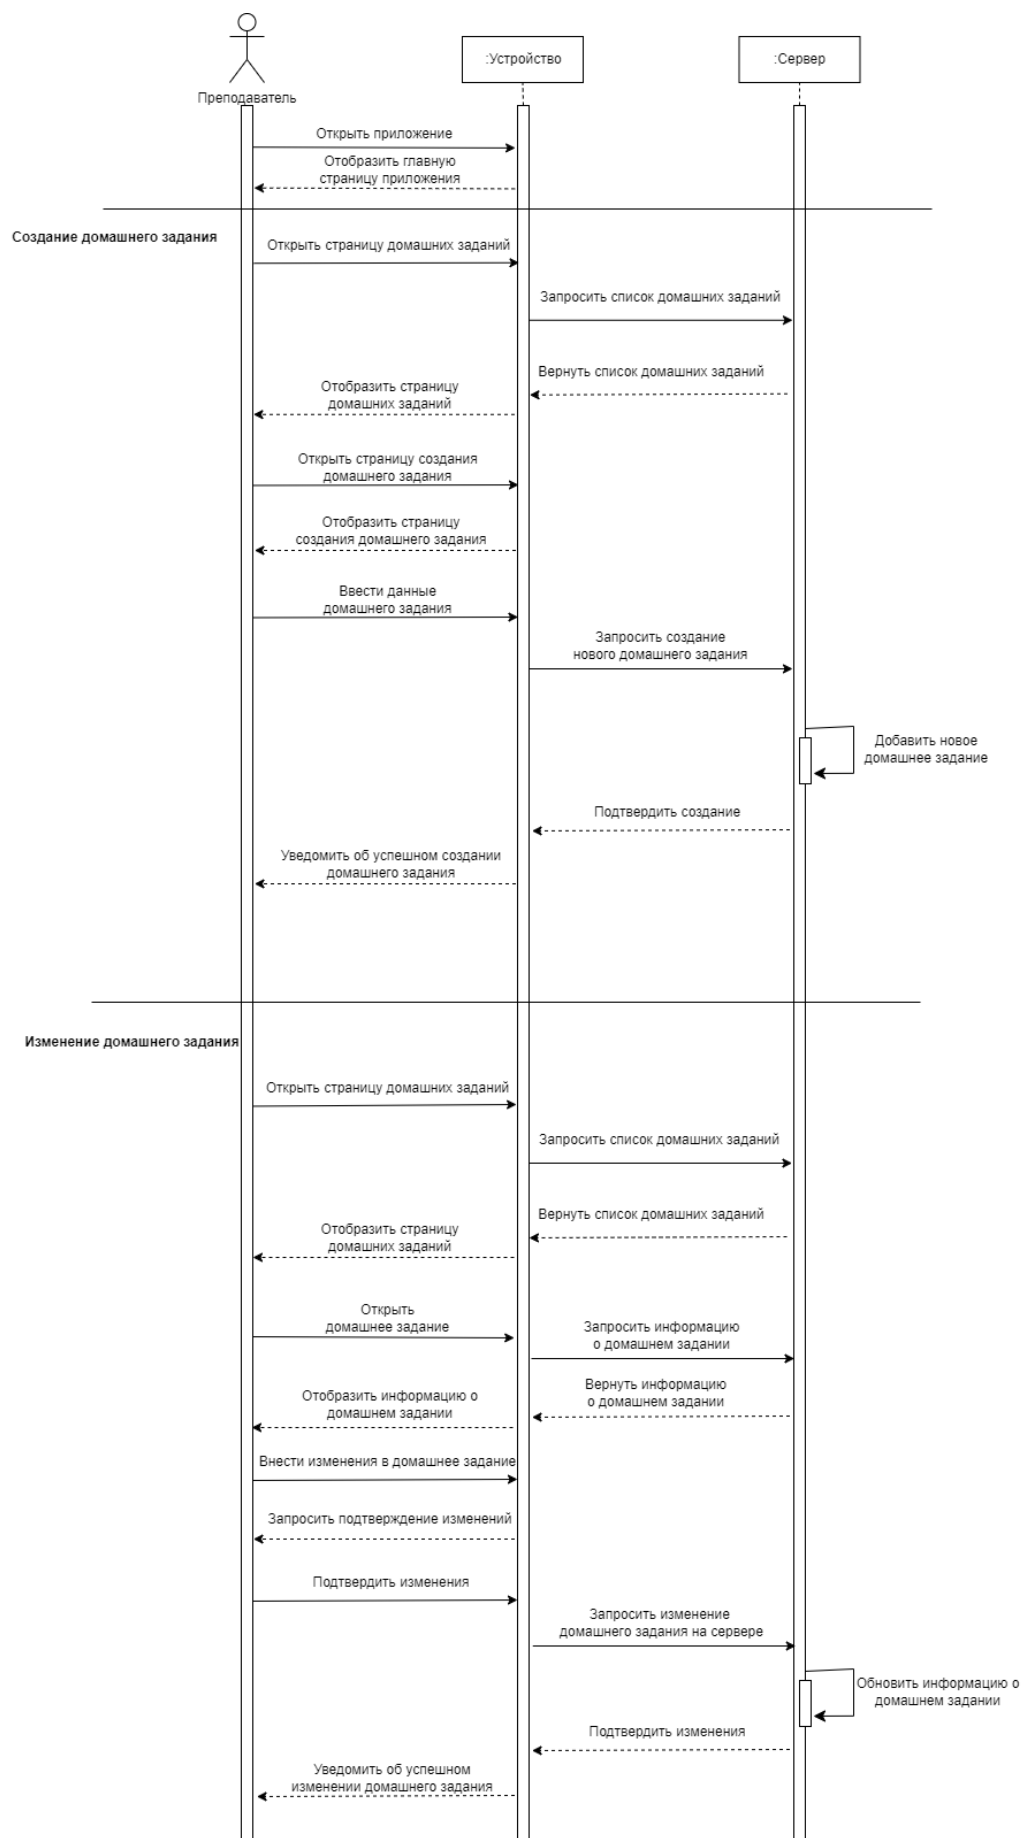 :Устройство
:Сервер
Преподаватель
Открыть приложение
Отобразить главную
страницу приложения
Создание домашнего задания
Открыть страницу домашних заданий
Запросить список домашних заданий
Вернуть список домашних заданий
Отобразить страницу
домашних заданий
Открыть страницу создания
домашнего задания
Отобразить страницу
создания домашнего задания
Ввести данные
домашнего задания
Запросить создание
нового домашнего задания
Добавить новое
домашнее задание
Подтвердить создание
Уведомить об успешном создании
домашнего задания
Изменение домашнего задания
Открыть страницу домашних заданий
Запросить список домашних заданий
Вернуть список домашних заданий
Отобразить страницу
домашних заданий
Открыть
домашнее задание
Запросить информацию
о домашнем задании
Вернуть информацию
о домашнем задании
Отобразить информацию о
домашнем задании
Внести изменения в домашнее задание
Запросить подтверждение изменений
Подтвердить изменения
Запросить изменение
домашнего задания на сервере
Обновить информацию о
домашнем задании
Подтвердить изменения
Уведомить об успешном
изменении домашнего задания